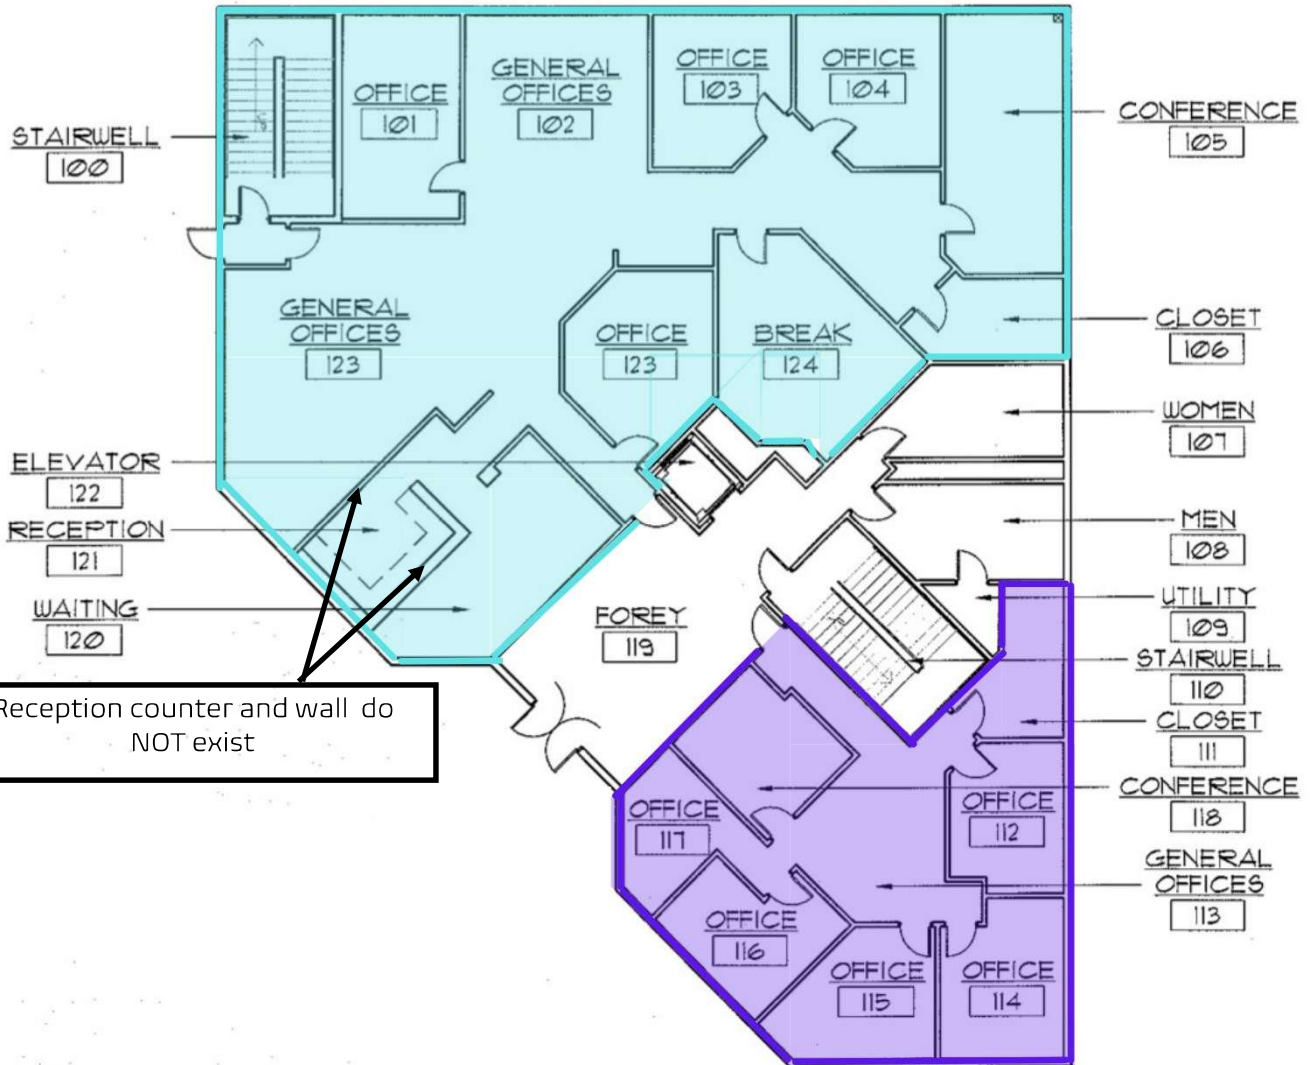 STAIRWELL
100
OFFICE
101
GENERAL
OFFICES
102
OFFICE
103
OFFICE
104
CONFERENCE
105
GENERAL
OFFICES
123
OFFICE
123
BREAK
124
CLOSET
106
WOMEN
107
ELEVATOR
122
RECEPTION
121
WAITING
120
MEN
108
FOREY
119
UTILITY
109
STAIRWELL
110
CLOSET
111
Reception counter and wall do
NOT exist
CONFERENCE
118
GENERAL
OFFICES
113
OFFICE
117
OFFICE
112
OFFICE
116
OFFICE
115
OFFICE
114